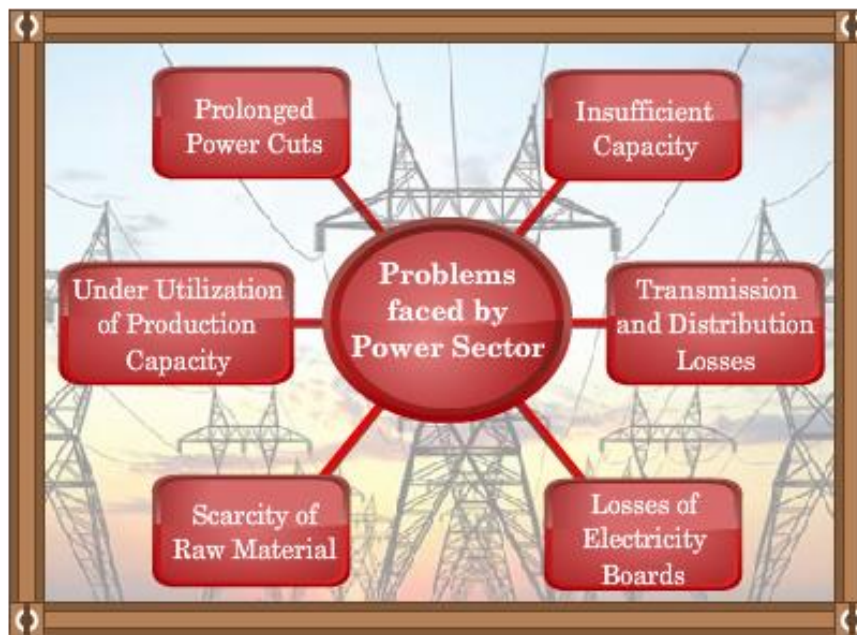 Prolonged
Power Cuts
Insufficient
Capacity
Problems
faced by
Power Sector
Under Utilization
of Production
Capacity
Transmission
and Distribution
Losses
Scarcity of
Raw Material
Losses of
Electricity
Boards